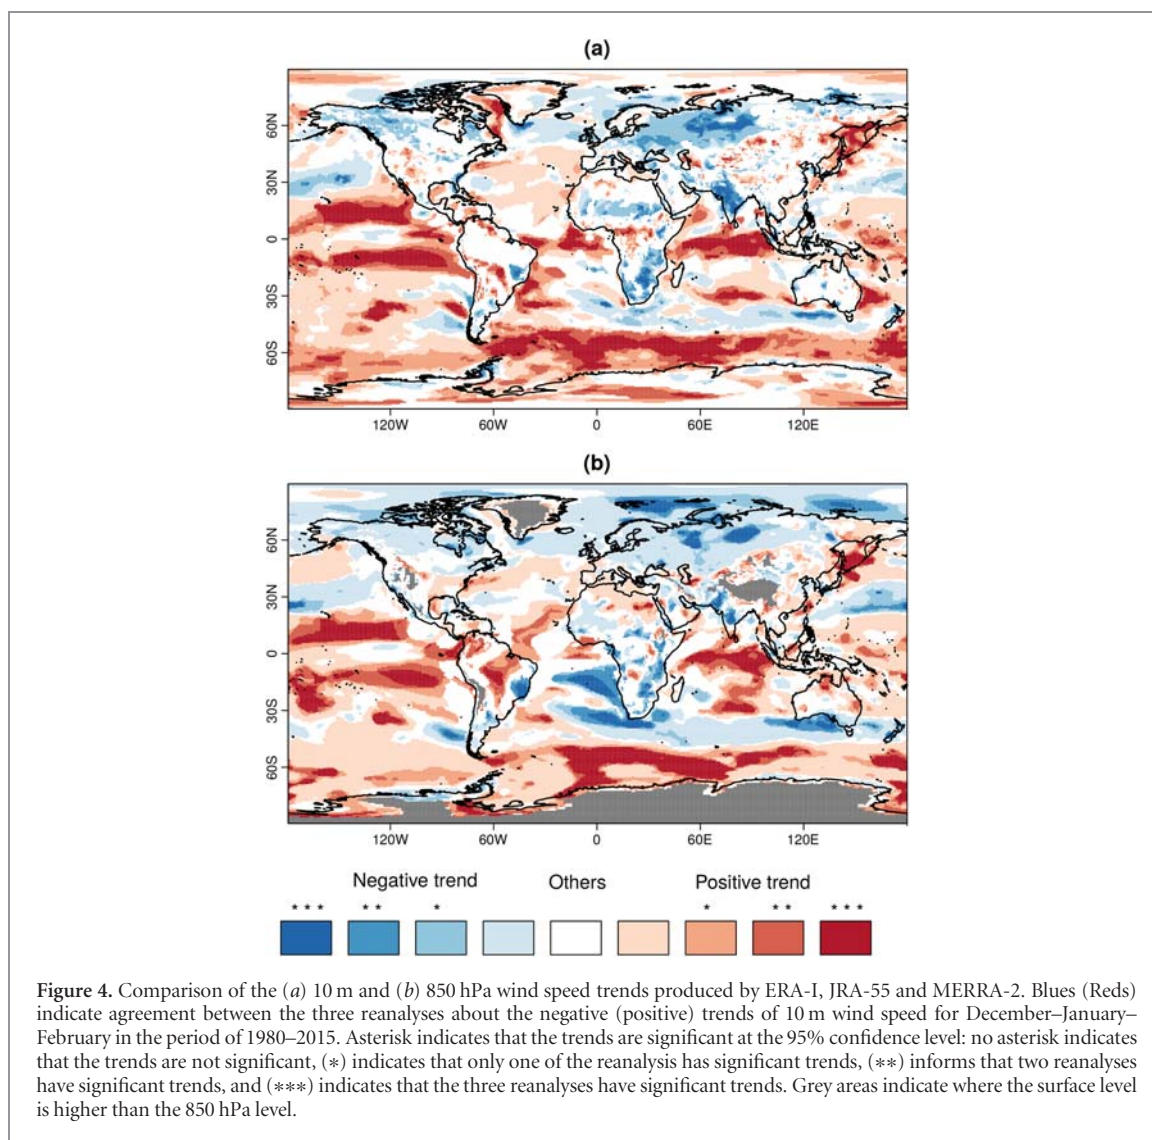 (a)
60N
30N
0
30S
60S
120W 60W 0 60E 120E
(b)
60N
30N
0
30S
60S
120W 60W 0 60E 120E
Negative trend Others Positive trend
*** ** * * ** ***
Figure 4. Comparison of the (a) 10 m and (b) 850 hPa wind speed trends produced by ERA-I, JRA-55 and MERRA-2. Blues (Reds)
indicate agreement between the three reanalyses about the negative (positive) trends of 10 m wind speed for December–January–
February in the period of 1980–2015. Asterisk indicates that the trends are significant at the 95% confidence level: no asterisk indicates
that the trends are not significant, (*) indicates that only one of the reanalysis has significant trends, (**) informs that two reanalyses
have significant trends, and (***) indicates that the three reanalyses have significant trends. Grey areas indicate where the surface level
is higher than the 850 hPa level.